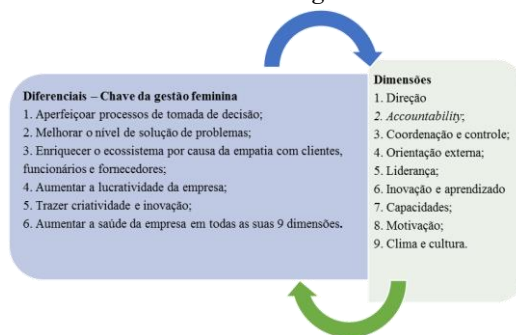 Diferenciais – Chave da gestão feminina
1. Aperfeiçoar processos de tomada de decisão;
2. Melhorar o nível de solução de problemas;
3. Enriquecer o ecossistema por causa da empatia com clientes,
funcionários e fornecedores;
4. Aumentar a lucratividade da empresa;
5. Trazer criatividade e inovação;
6. Aumentar a saúde da empresa em todas as suas 9 dimensões.
Dimensões
1. Direção
2. Accountability;
3. Coordenação e controle;
4. Orientação externa;
5. Liderança;
6. Inovação e aprendizado
7. Capacidades;
8. Motivação;
9. Clima e cultura.